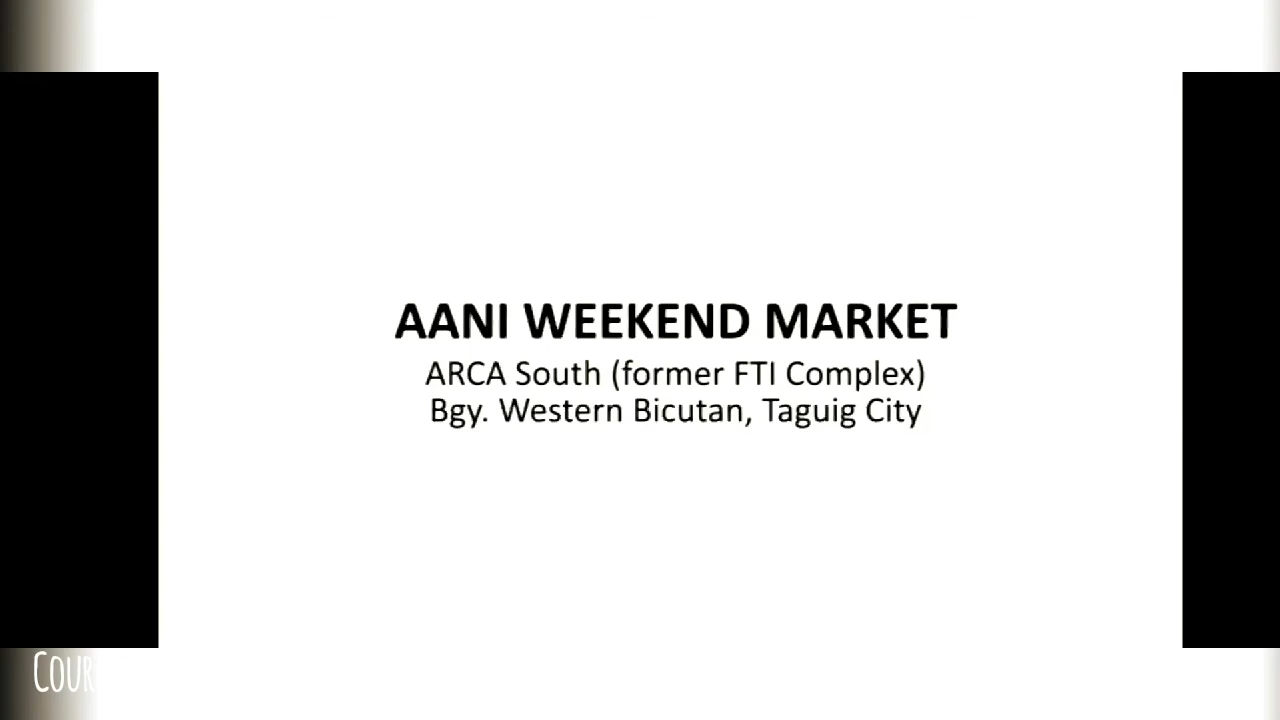 AANI WEEKEND MARKET
ARCA South (former FTI Complex)
Bgy. Western Bicutan, Taguig City